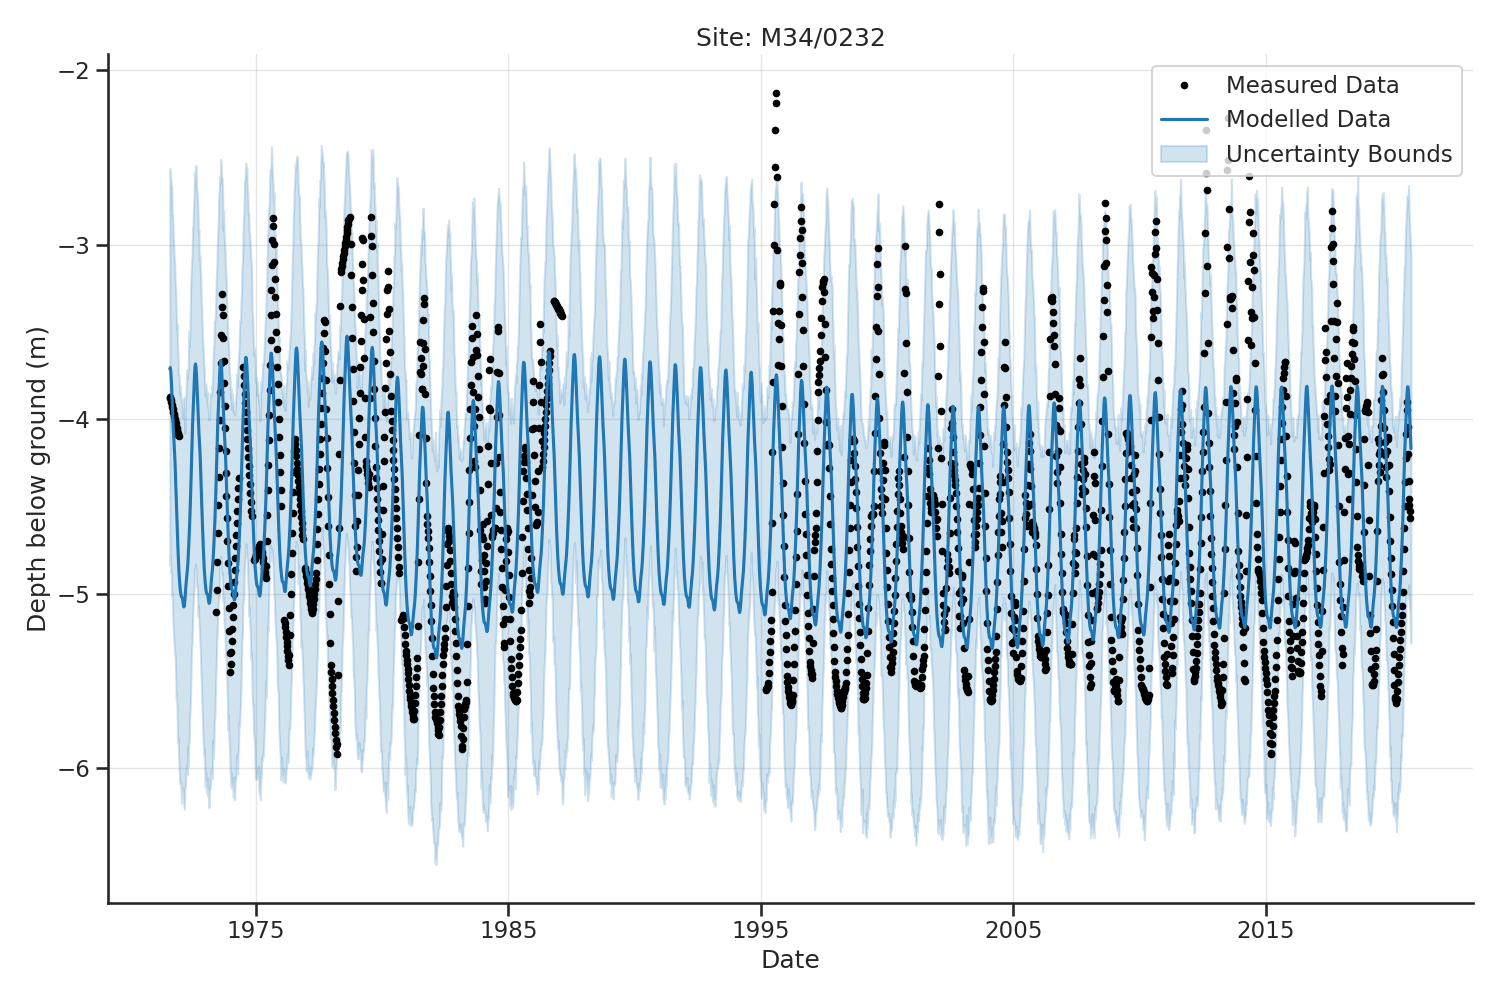 Site: M34/0232
−2
−3
−4
−5
−6
Depth below ground (m)
Measured Data
Modelled Data
Uncertainty Bounds
1975
1985
1995
2005
2015
Date